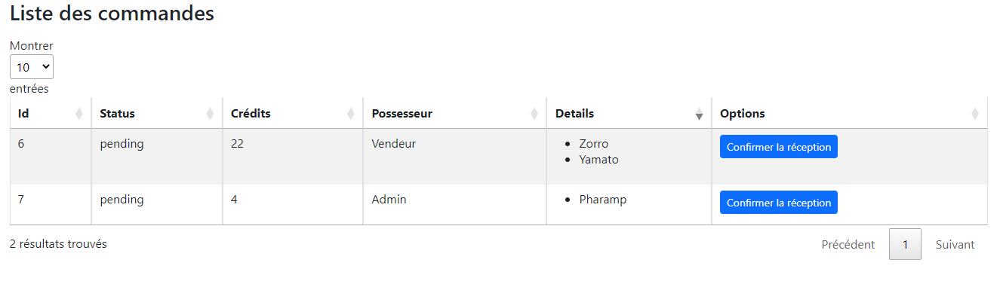 Liste des commandes
Montrer
10
entrées
Id Status Crédits Possesseur Details Options
6 pending 22 Vendeur Zorro Confirmer la réception
Yamato
7 pending 4 Admin Pharamp Confirmer la réception
2 résultats trouvés Précédent 1 Suivant